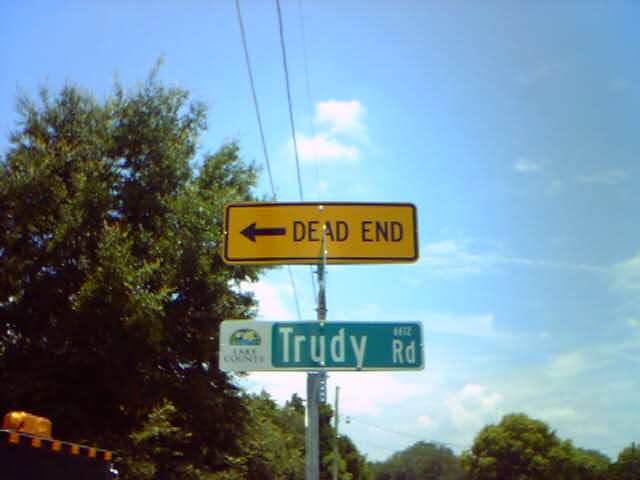 DEAD END
LAKE
COUNTY
Trudy 6612 Rd